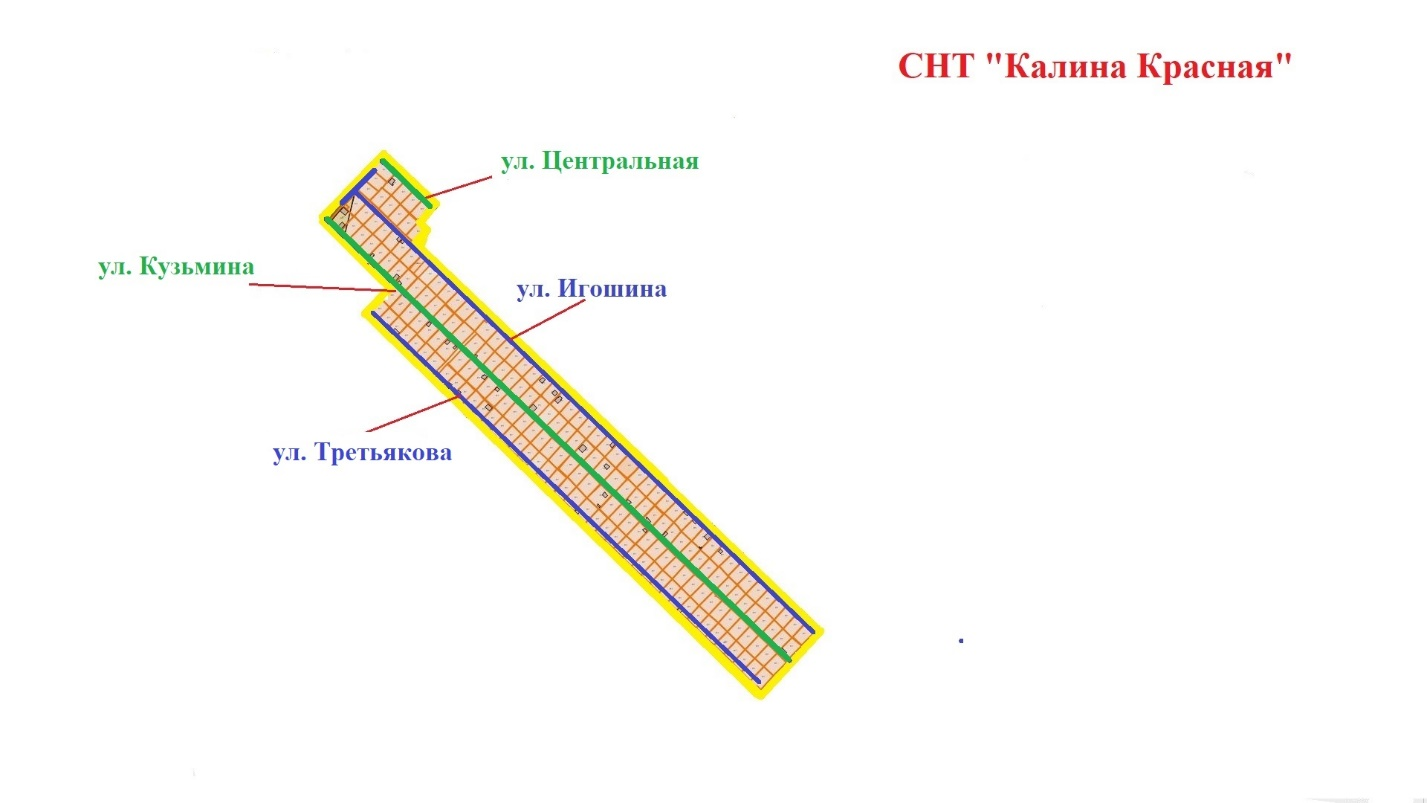 СНТ "Калина Красная"
ул. Центральная
ул. Кузьмина
ул. Игошина
ул. Третьякова